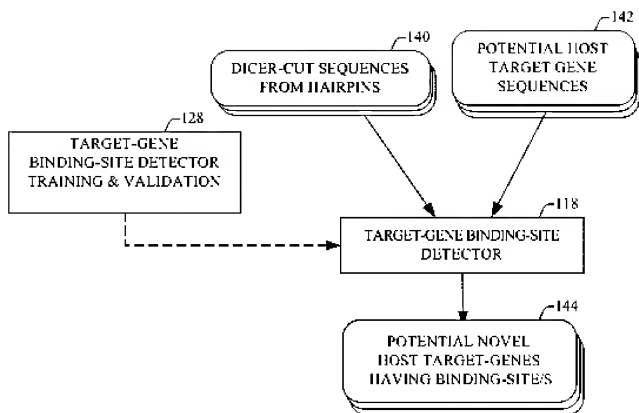 140
142
DICER-CUT SEQUENCES
FROM HAIRPINS
POTENTIAL HOST
TARGET GENE
SEQUENCES
128
TARGET-GENE
BINDING-SITE DETECTOR
TRAINING & VALIDATION
118
TARGET-GENE BINDING-SITE
DETECTOR
144
POTENTIAL NOVEL
HOST TARGET-GENES
HAVING BINDING-SITE/S